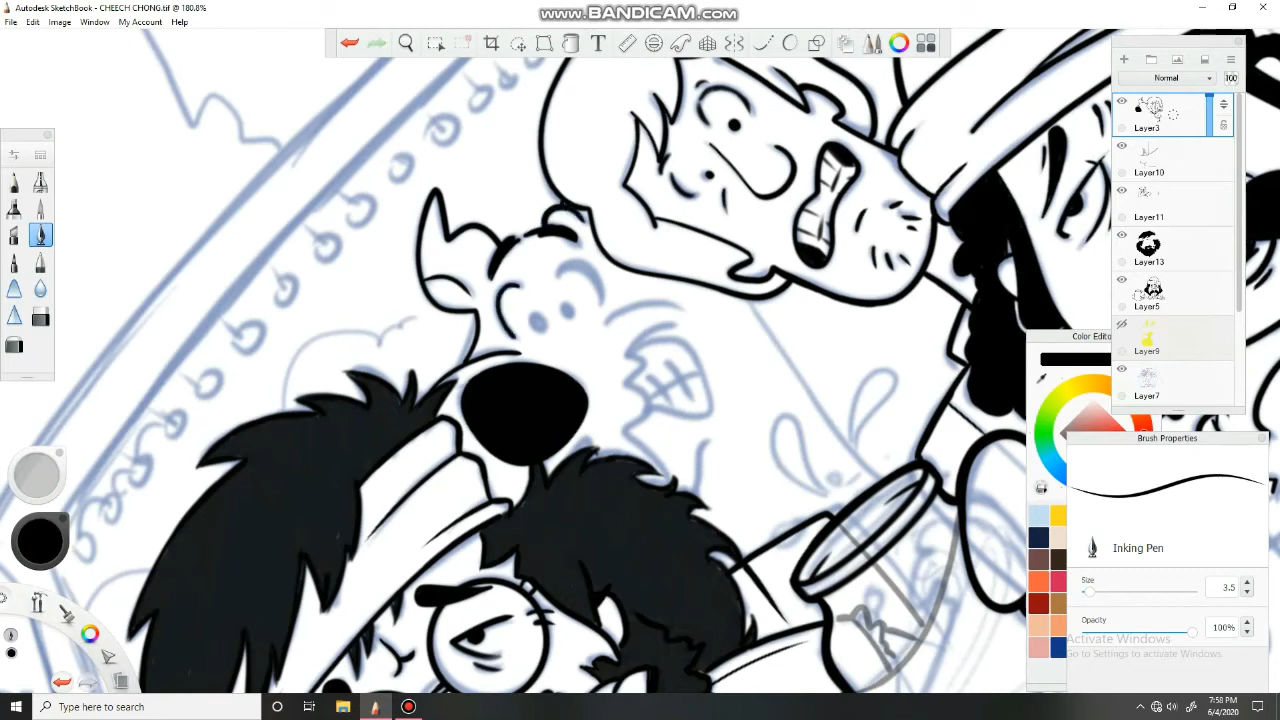 Autodesk SketchBook - CHEECH CHONG.tif @ 180.8%
www.BANDICAM.com
File Edit Image Window My Account Help
Normal
100
Layer3
Layer10
Layer11
Layer13
Layer5
Layer9
Layer7
Color Edito
Brush Properties
Inking Pen
Size
3.5
Opacity
100%
Activate Windows
Go to Settings to activate Windows.
Type here to search
7:58 PM
6/4/2020